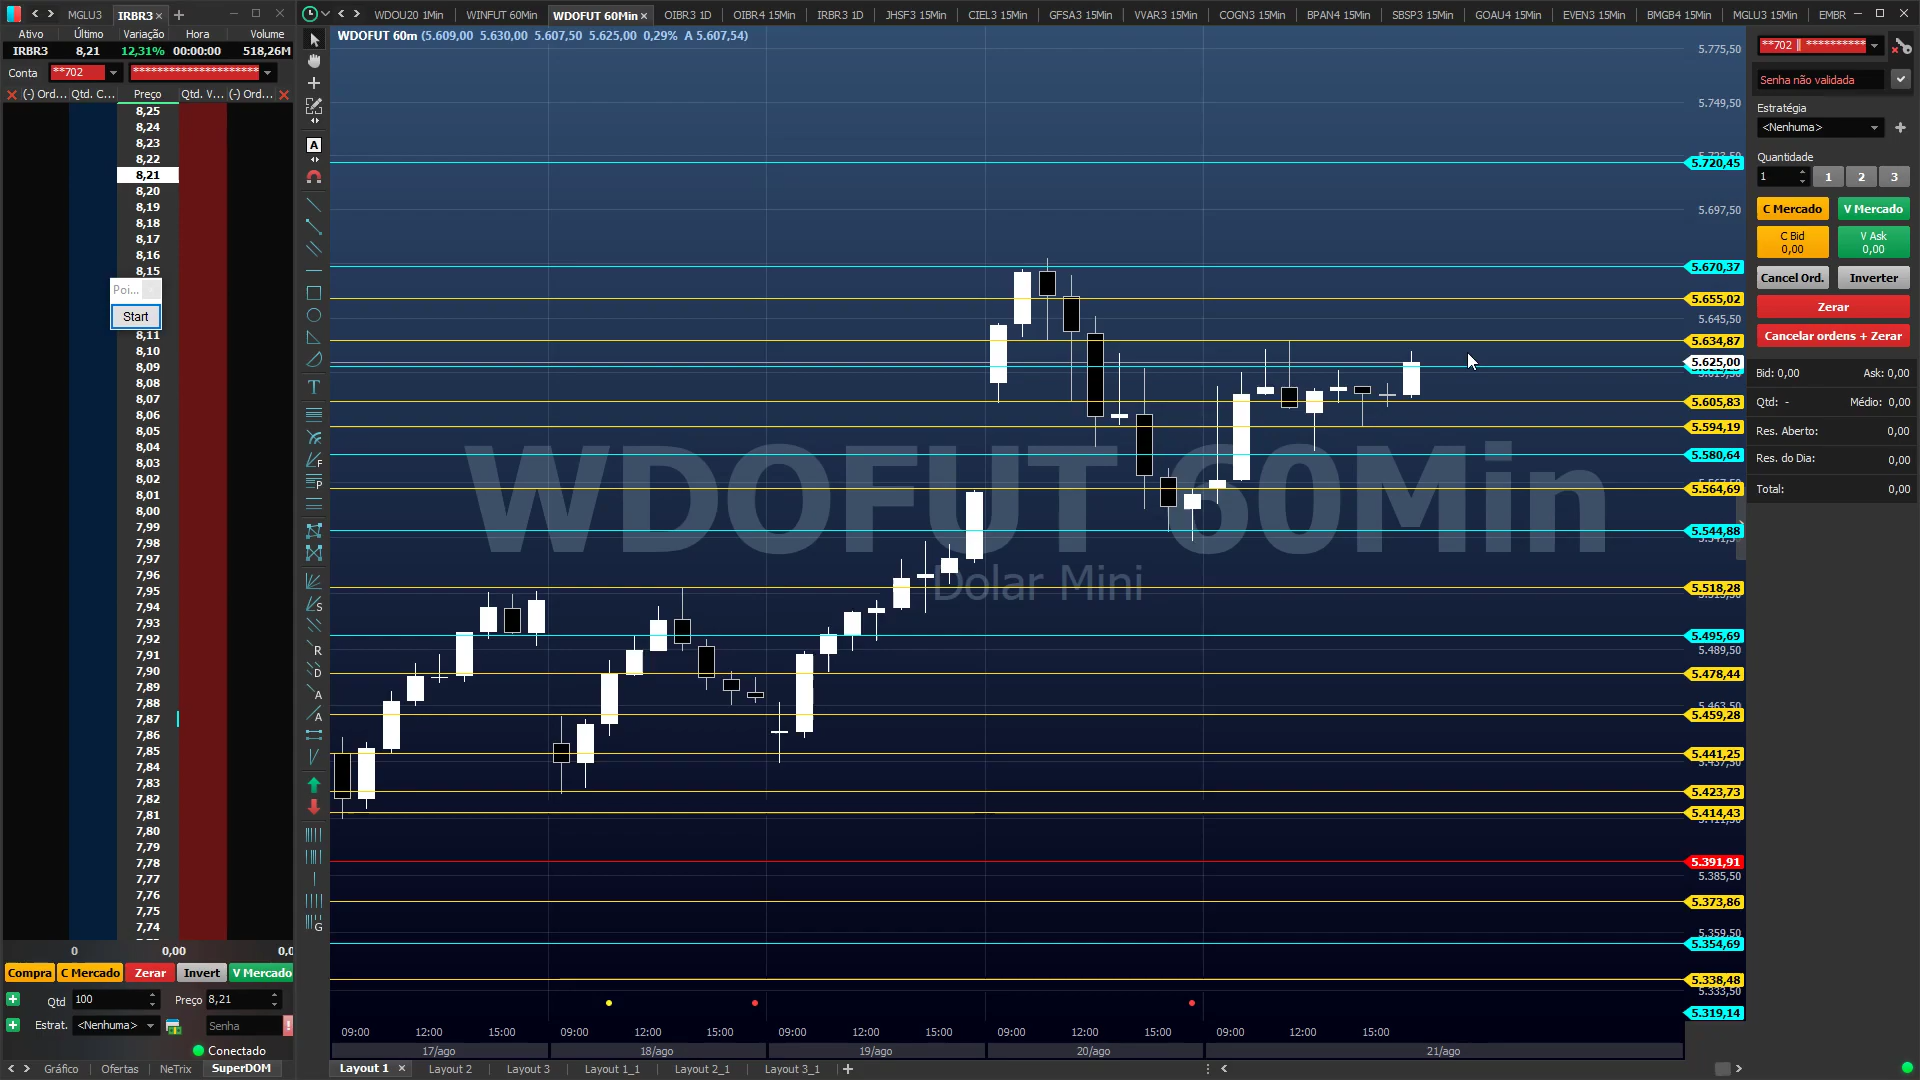 MGLU3 IRBR3
Ativo Último Variação Hora Volume
IRBR3 8,21 12,31% 00:00:00 518,26M
Conta **702 **********************
(-) Ord... Qtd. C... Preço Qtd. V... (-) Ord...
8,25
8,24
8,23
8,22
8,21
8,20
8,19
8,18
8,17
8,16
8,15
Poi...
Start
8,11
8,10
8,09
8,08
8,07
8,06
8,05
8,04
8,03
8,02
8,01
8,00
7,99
7,98
7,97
7,96
7,95
7,94
7,93
7,92
7,91
7,90
7,89
7,88
7,87
7,86
7,85
7,84
7,83
7,82
7,81
7,80
7,79
7,78
7,77
7,76
7,75
7,74
0 0,00 0,0
Compra C Mercado Zerar Invert V Mercado
Qtd 100 Preço 8,21
Estrat. <Nenhuma> Senha
Conectado
Gráfico Ofertas NeTrix SuperDOM
WDOU20 1Min WINFUT 60Min WDOFUT 60Min OIBR3 1D OIBR4 15Min IRBR3 1D JHSF3 15Min CIEL3 15Min GFSA3 15Min VVAR3 15Min COGN3 15Min BPAN4 15Min SBSP3 15Min GOAU4 15Min EVEN3 15Min BMGB4 15Min MGLU3 15Min EMBR
WDOFUT 60m (5.609,00 5.630,00 5.607,50 5.625,00 0,29% A 5.607,54)
WDOFUT 60Min
Dolar Mini
5.775,50
5.749,50
5.720,45
5.697,50
5.670,37
5.655,02
5.645,50
5.634,87
5.625,00
5.605,83
5.594,19
5.580,64
5.564,69
5.544,88
5.518,28
5.495,69
5.489,50
5.478,44
5.459,28
5.441,25
5.423,73
5.414,43
5.391,91
5.385,50
5.373,86
5.359,50
5.354,69
5.338,48
5.333,50
5.319,14
09:00 12:00 15:00 09:00 12:00 15:00 09:00 12:00 15:00 09:00 12:00 15:00 09:00 12:00 15:00
17/ago 18/ago 19/ago 20/ago 21/ago
Layout 1 Layout 2 Layout 3 Layout 1_1 Layout 2_1 Layout 3_1
**702 || **********
Senha não validada
Estratégia
<Nenhuma>
Quantidade
1 1 2 3
C Mercado V Mercado
C Bid V Ask
0,00 0,00
Cancel Ord. Inverter
Zerar
Cancelar ordens + Zerar
Bid: 0,00 Ask: 0,00
Qtd: - Médio: 0,00
Res. Aberto: 0,00
Res. do Dia: 0,00
Total: 0,00